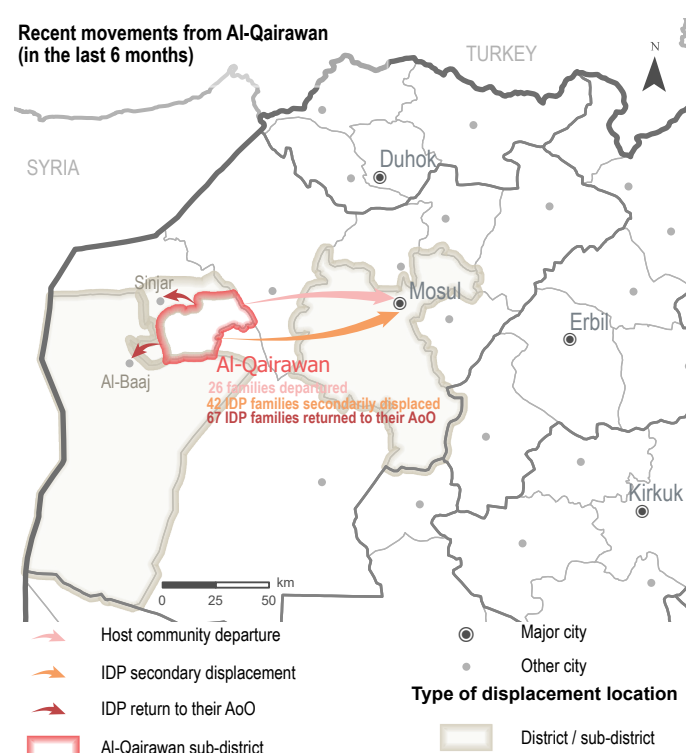 Recent movements from Al-Qairawan
(in the last 6 months)
N
TURKEY
SYRIA
Duhok
Sinjar
Mosul
Erbil
Al-Qairawan
Al-Baaj
26 families departured
42 IDP families secondarily displaced
67 IDP families returned to their AoO
Kirkuk
km
0 25 50
Host community departure
Major city
IDP secondary displacement
Other city
Type of displacement location
IDP return to their AoO
District / sub-district
Al-Qairawan sub-district